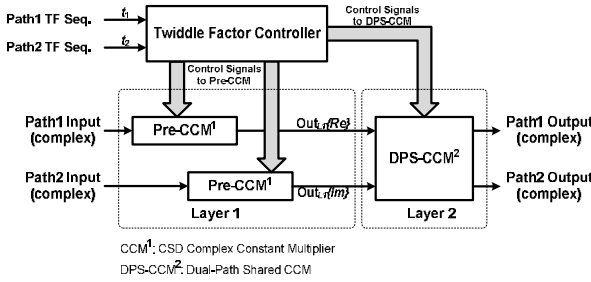 Path1 TF Seq.
t1
Path2 TF Seq.
t2
Twiddle Factor Controller
Control Signals
to DPS-CCM
Control Signals
to Pre-CCM
Path1 Input
(complex)
Pre-CCM1
OutL1{Re}
Path1 Output
(complex)
DPS-CCM2
Path2 Input
(complex)
Pre-CCM1
OutL1{Im}
Path2 Output
(complex)
Layer 1
Layer 2
CCM1: CSD Complex Constant Multiplier
DPS-CCM2: Dual-Path Shared CCM